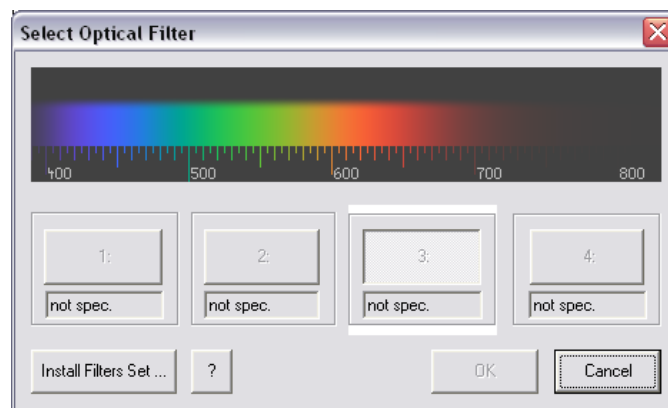 Select Optical Filter
400 500 600 700 800
1: 2: 3: 4:
not spec. not spec. not spec. not spec.
Install Filters Set ... ? OK Cancel